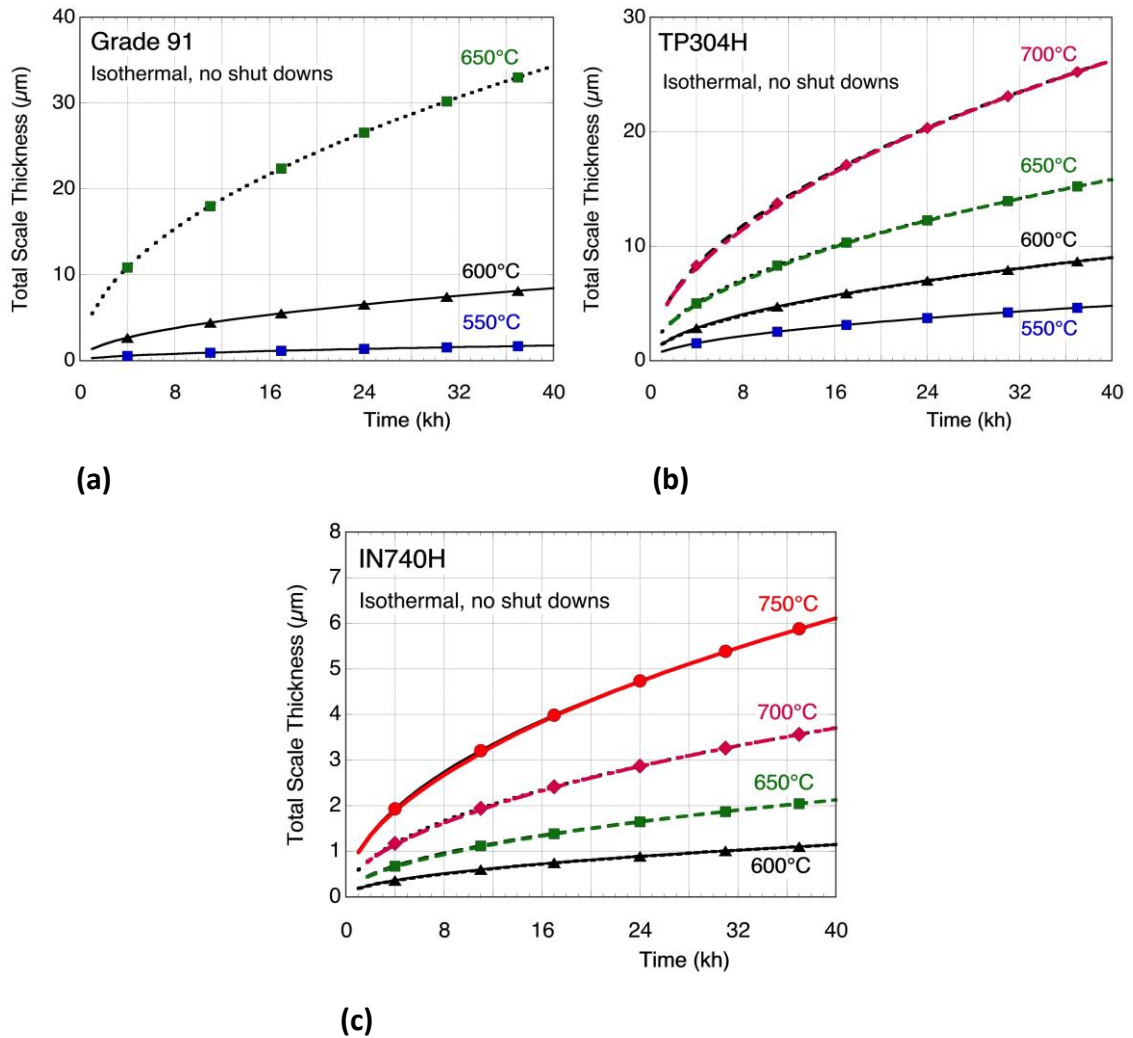 Grade 91
Isothermal, no shut downs
650°C
600°C
550°C
Total Scale Thickness (µm)
40
30
20
10
0
0 8 16 24 32 40
Time (kh)
(a)
TP304H
Isothermal, no shut downs
700°C
650°C
600°C
550°C
Total Scale Thickness (µm)
30
20
10
0
0 8 16 24 32 40
Time (kh)
(b)
IN740H
Isothermal, no shut downs
750°C
700°C
650°C
600°C
Total Scale Thickness (µm)
8
7
6
5
4
3
2
1
0
0 8 16 24 32 40
Time (kh)
(c)